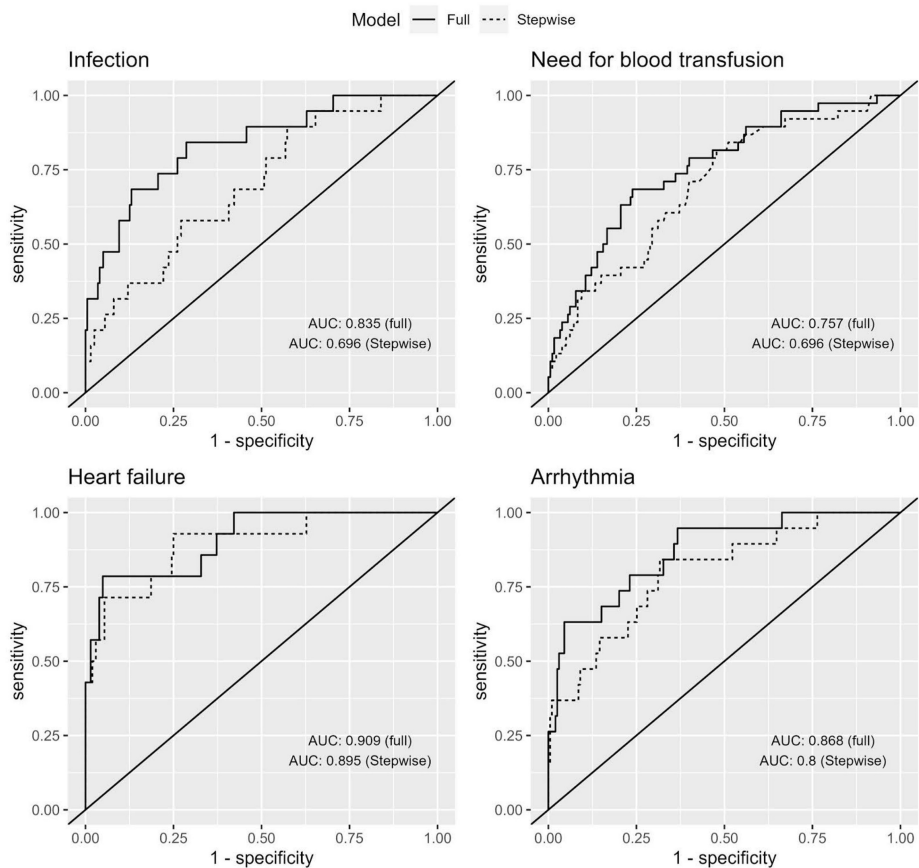 Model Full Stepwise
Infection
1.00
0.75
0.50
0.25
0.00
sensitivity
AUC: 0.835 (full)
AUC: 0.696 (Stepwise)
0.00 0.25 0.50 0.75 1.00
1 - specificity
Need for blood transfusion
1.00
0.75
0.50
0.25
0.00
sensitivity
AUC: 0.757 (full)
AUC: 0.696 (Stepwise)
0.00 0.25 0.50 0.75 1.00
1 - specificity
Heart failure
1.00
0.75
0.50
0.25
0.00
sensitivity
AUC: 0.909 (full)
AUC: 0.895 (Stepwise)
0.00 0.25 0.50 0.75 1.00
1 - specificity
Arrhythmia
1.00
0.75
0.50
0.25
0.00
sensitivity
AUC: 0.868 (full)
AUC: 0.8 (Stepwise)
0.00 0.25 0.50 0.75 1.00
1 - specificity